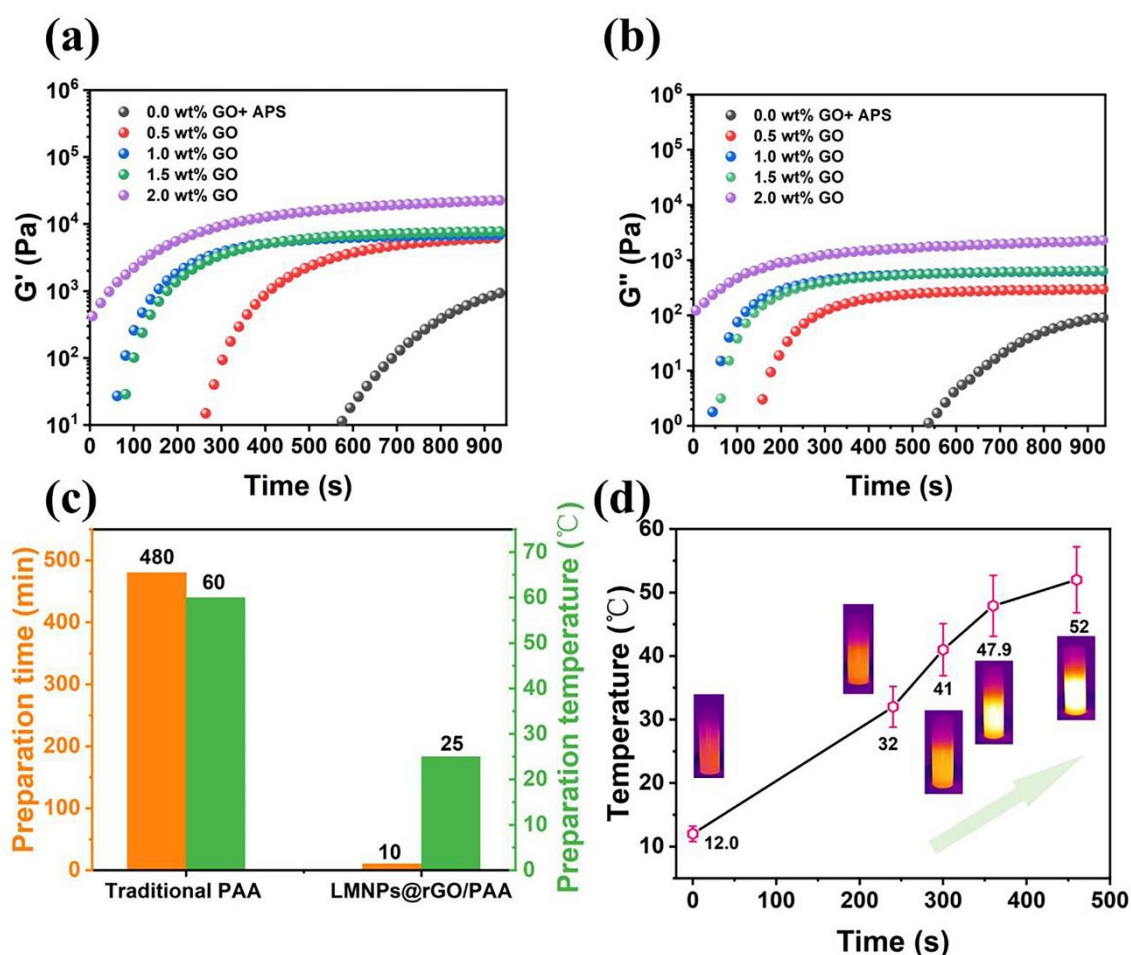 (a)
10⁶
10⁵
10⁴
10³
10²
10¹
G' (Pa)
0.0 wt% GO+ APS
0.5 wt% GO
1.0 wt% GO
1.5 wt% GO
2.0 wt% GO
0 100 200 300 400 500 600 700 800 900
Time (s)
(b)
10⁶
10⁵
10⁴
10³
10²
10¹
10⁰
G'' (Pa)
0.0 wt% GO+ APS
0.5 wt% GO
1.0 wt% GO
1.5 wt% GO
2.0 wt% GO
0 100 200 300 400 500 600 700 800 900
Time (s)
(c)
Preparation time (min)
500
400
300
200
100
0
480
60
10
25
Traditional PAA
LMNPs@rGO/PAA
70
60
50
40
30
20
10
0
Preparation temperature (℃)
(d)
Temperature (℃)
60
50
40
30
20
10
12.0
32
41
47.9
52
0 100 200 300 400 500
Time (s)